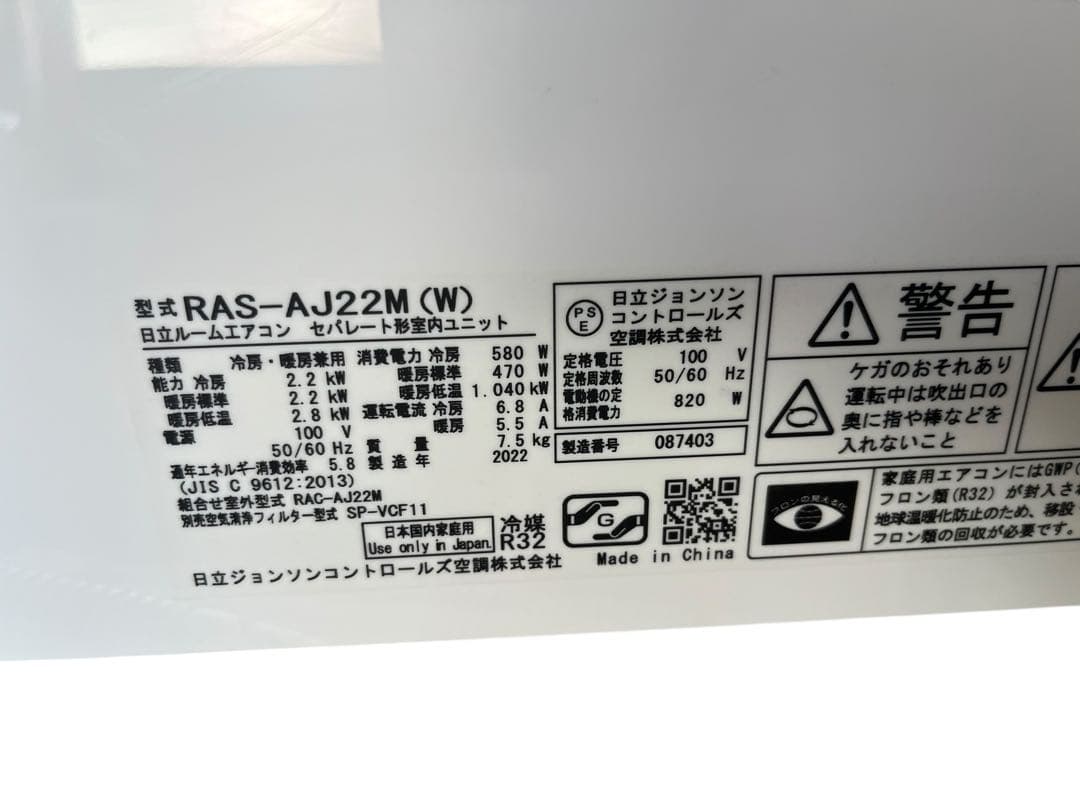 型式 RAS-AJ22M(W)
日立ルームエアコン セパレート形室内ユニット
種類 冷房・暖房兼用
能力 冷房 2.2 kW
暖房標準 2.2 kW
暖房低温 2.8 kW
電源 100 V
50/60 Hz
消費電力 冷房 580 W
暖房標準 470 W
暖房低温 1.040 kW
運転電流 冷房 6.8 A
暖房 5.5 A
質量 7.5 kg
製造年 2022
通年エネルギー消費効率 5.8
(JIS C 9612:2013)
組合せ室外型式 RAC-AJ22M
別売空気清浄フィルター型式 SP-VCF11
日本国内家庭用
Use only in Japan
冷媒
R32
日立ジョンソンコントロールズ空調株式会社
PS
E
日立ジョンソン
コントロールズ
空調株式会社
定格電圧 100 V
定格周波数 50/60 Hz
電動機の定
格消費電力 820 W
製造番号 087403
G
Made in China
警告
ケガのおそれあり
運転中は吹出口の
奥に指や棒などを
入れないこと
フロンの見える化
家庭用エアコンにはGWP(
フロン類(R32)が封入され
地球温暖化防止のため、移設
フロン類の回収が必要です。